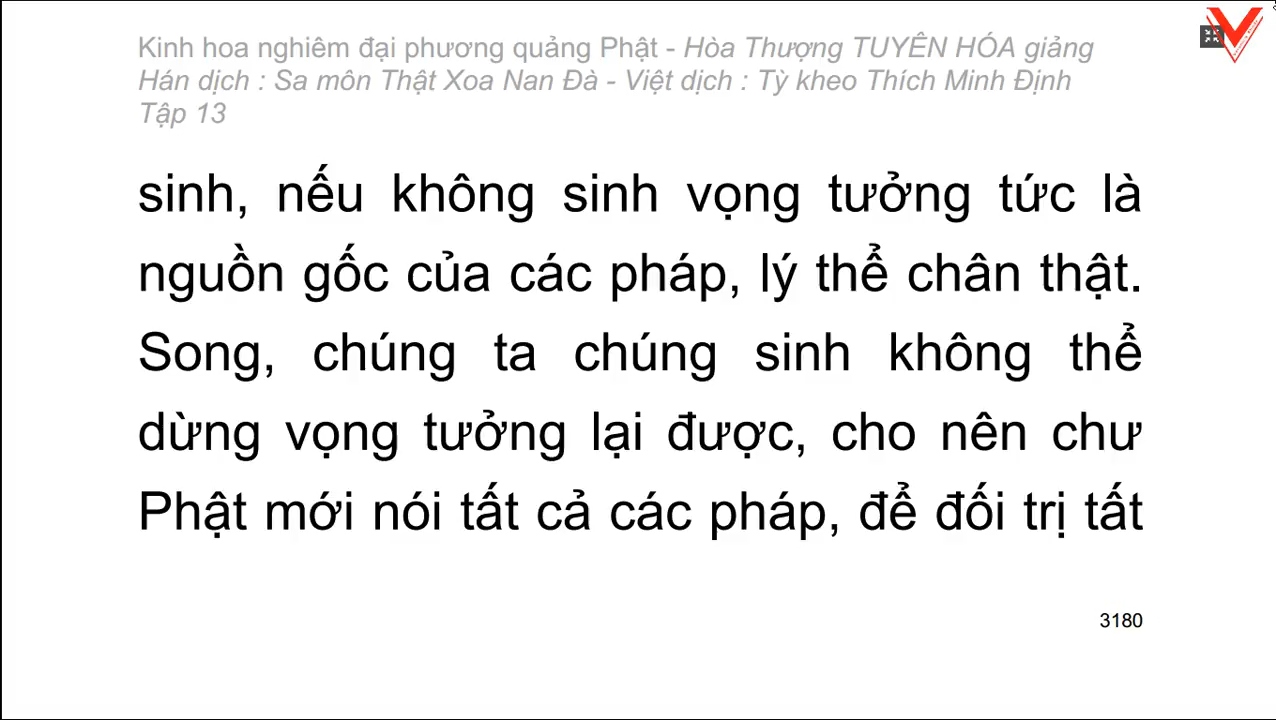 Kinh hoa nghiêm đại phương quảng Phật - Hòa Thượng TUYÊN HÓA giảng
Hán dịch : Sa môn Thật Xoa Nan Đà - Việt dịch : Tỳ kheo Thích Minh Định
Tập 13
sinh, nếu không sinh vọng tưởng tức là
nguồn gốc của các pháp, lý thể chân thật.
Song, chúng ta chúng sinh không thể
dừng vọng tưởng lại được, cho nên chư
Phật mới nói tất cả các pháp, để đối trị tất
3180